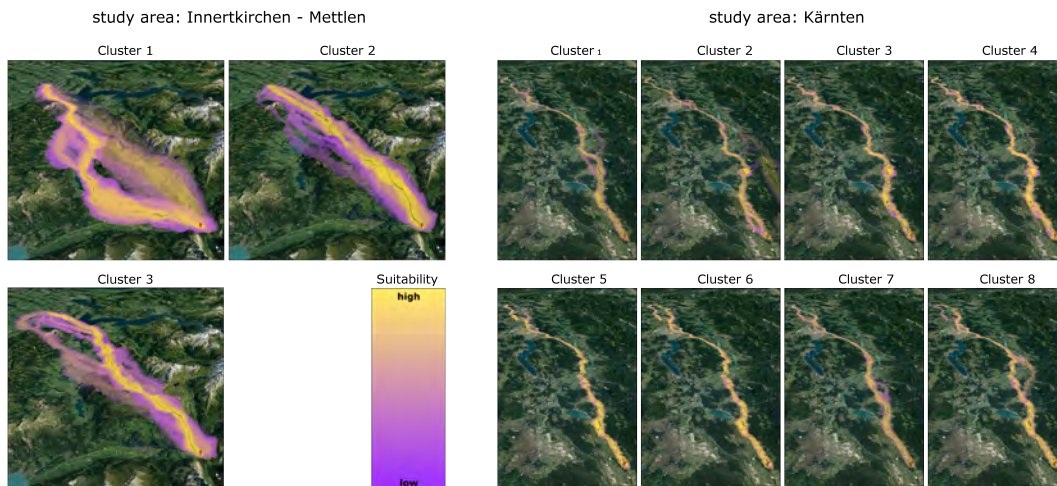 study area: Innertkirchen - Mettlen
study area: Kärnten
Cluster 1
Cluster 2
Cluster 1
Cluster 2
Cluster 3
Cluster 4
Cluster 3
Suitability
high
low
Cluster 5
Cluster 6
Cluster 7
Cluster 8